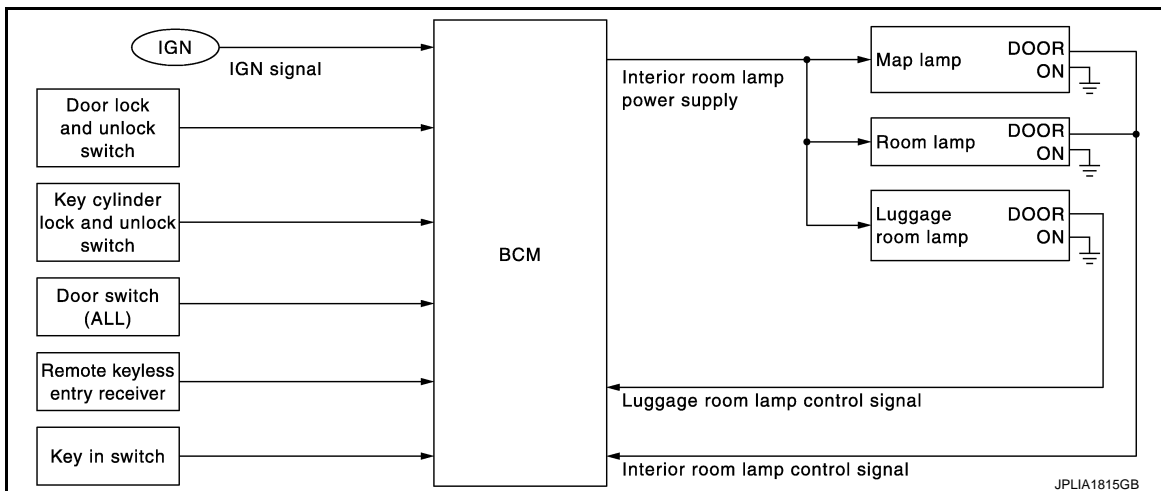 IGN
IGN signal
Door lock
and unlock
switch
Key cylinder
lock and unlock
switch
Door switch
(ALL)
Remote keyless
entry receiver
Key in switch
BCM
Interior room lamp
power supply
Map lamp
DOOR
ON
Room lamp
DOOR
ON
Luggage
room lamp
DOOR
ON
Luggage room lamp control signal
Interior room lamp control signal
JPLIA1815GB